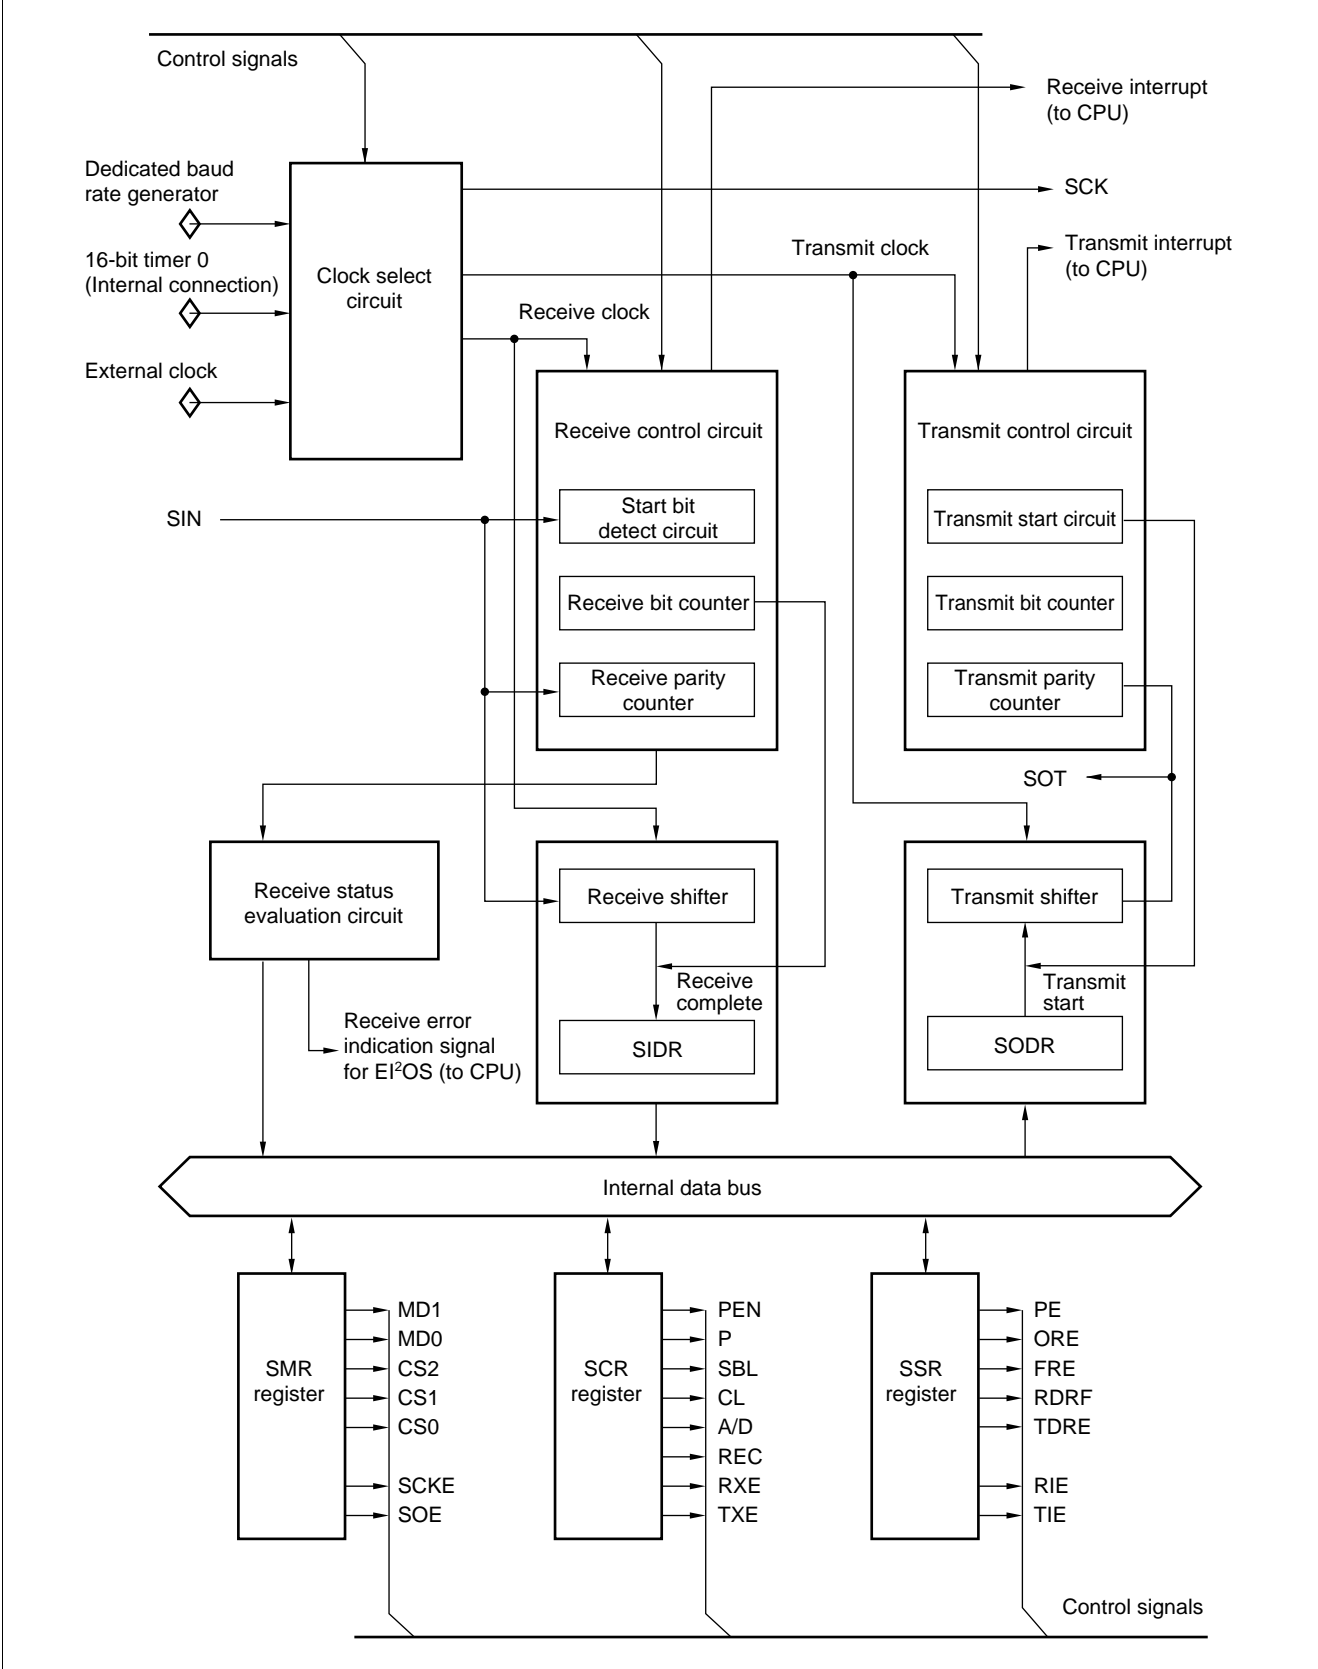 Control signals
Receive interrupt
(to CPU)
Dedicated baud
rate generator
SCK
16-bit timer 0
(Internal connection)
Clock select
circuit
Transmit clock
Transmit interrupt
(to CPU)
Receive clock
External clock
Receive control circuit
Transmit control circuit
SIN
Start bit
detect circuit
Transmit start circuit
Receive bit counter
Transmit bit counter
Receive parity
counter
Transmit parity
counter
SOT
Receive status
evaluation circuit
Receive shifter
Transmit shifter
Receive
complete
Transmit
start
Receive error
indication signal
for EI²OS (to CPU)
SIDR
SODR
Internal data bus
SMR
register
MD1
MD0
CS2
CS1
CS0
SCKE
SOE
SCR
register
PEN
P
SBL
CL
A/D
REC
RXE
TXE
SSR
register
PE
ORE
FRE
RDRF
TDRE
RIE
TIE
Control signals